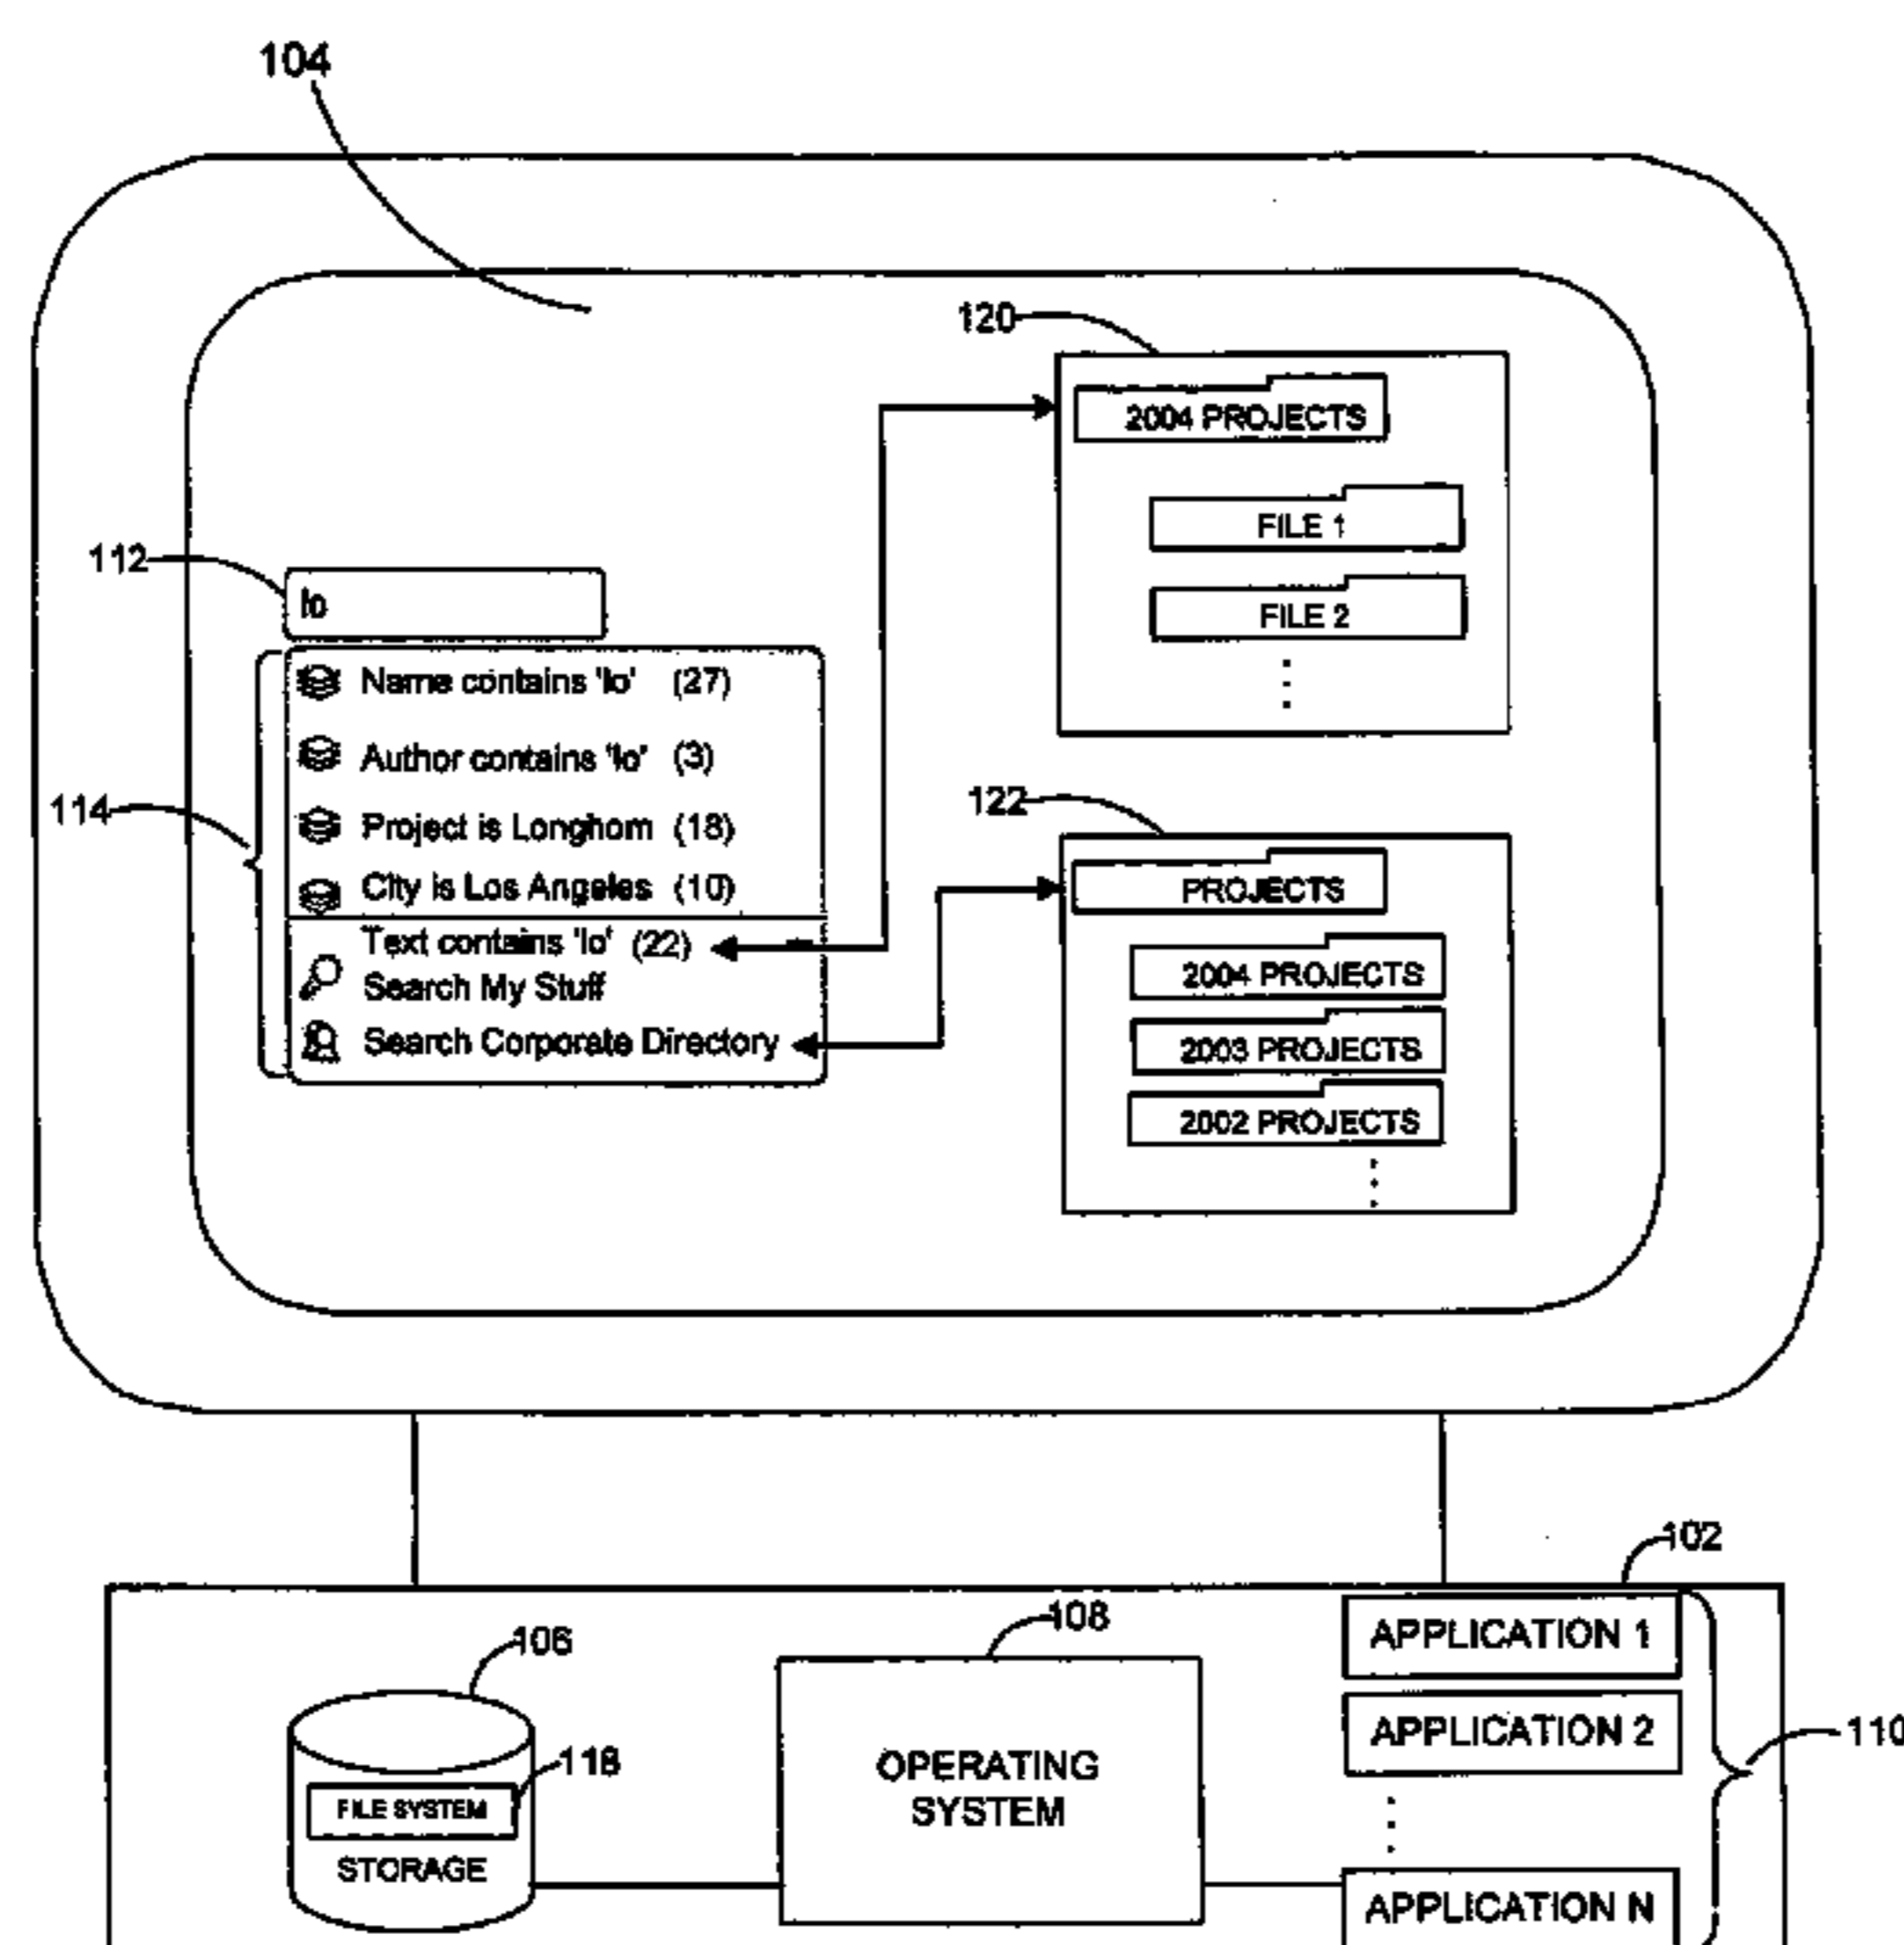 104
120
2004 PROJECTS
FILE 1
112
lo
FILE 2
Name contains 'lo' (27)
Author contains 'lo' (3)
114
122
Project is Longhorn (18)
City is Los Angeles (10)
PROJECTS
Text contains 'lo' (22)
2004 PROJECTS
Search My Stuff
Search Corporate Directory
2003 PROJECTS
2002 PROJECTS
102
108
APPLICATION 1
106
APPLICATION 2
110
118
OPERATING
SYSTEM
FILE SYSTEM
STORAGE
APPLICATION N